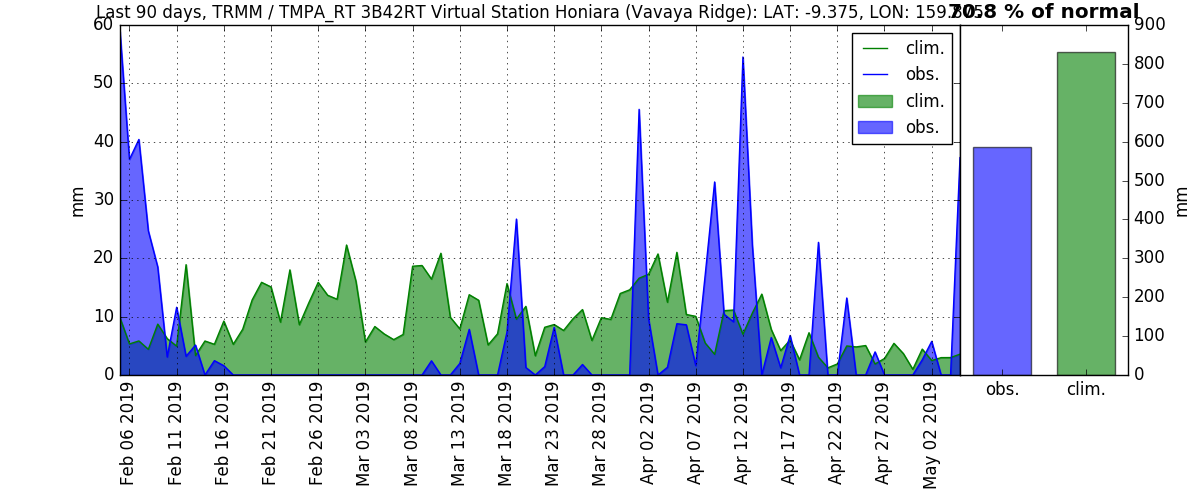 Last 90 days, TRMM / TMPA_RT 3B42RT Virtual Station Honiara (Vavaya Ridge): LAT: -9.375, LON:
70.8 % of normal
60
50
40
30
20
10
0
mm
clim.
obs.
clim.
obs.
900
800
700
600
500
400
300
200
100
0
mm
obs.
clim.
Feb 06 2019
Feb 11 2019
Feb 16 2019
Feb 21 2019
Feb 26 2019
Mar 03 2019
Mar 08 2019
Mar 13 2019
Mar 18 2019
Mar 23 2019
Mar 28 2019
Apr 02 2019
Apr 07 2019
Apr 12 2019
Apr 17 2019
Apr 22 2019
Apr 27 2019
May 02 2019